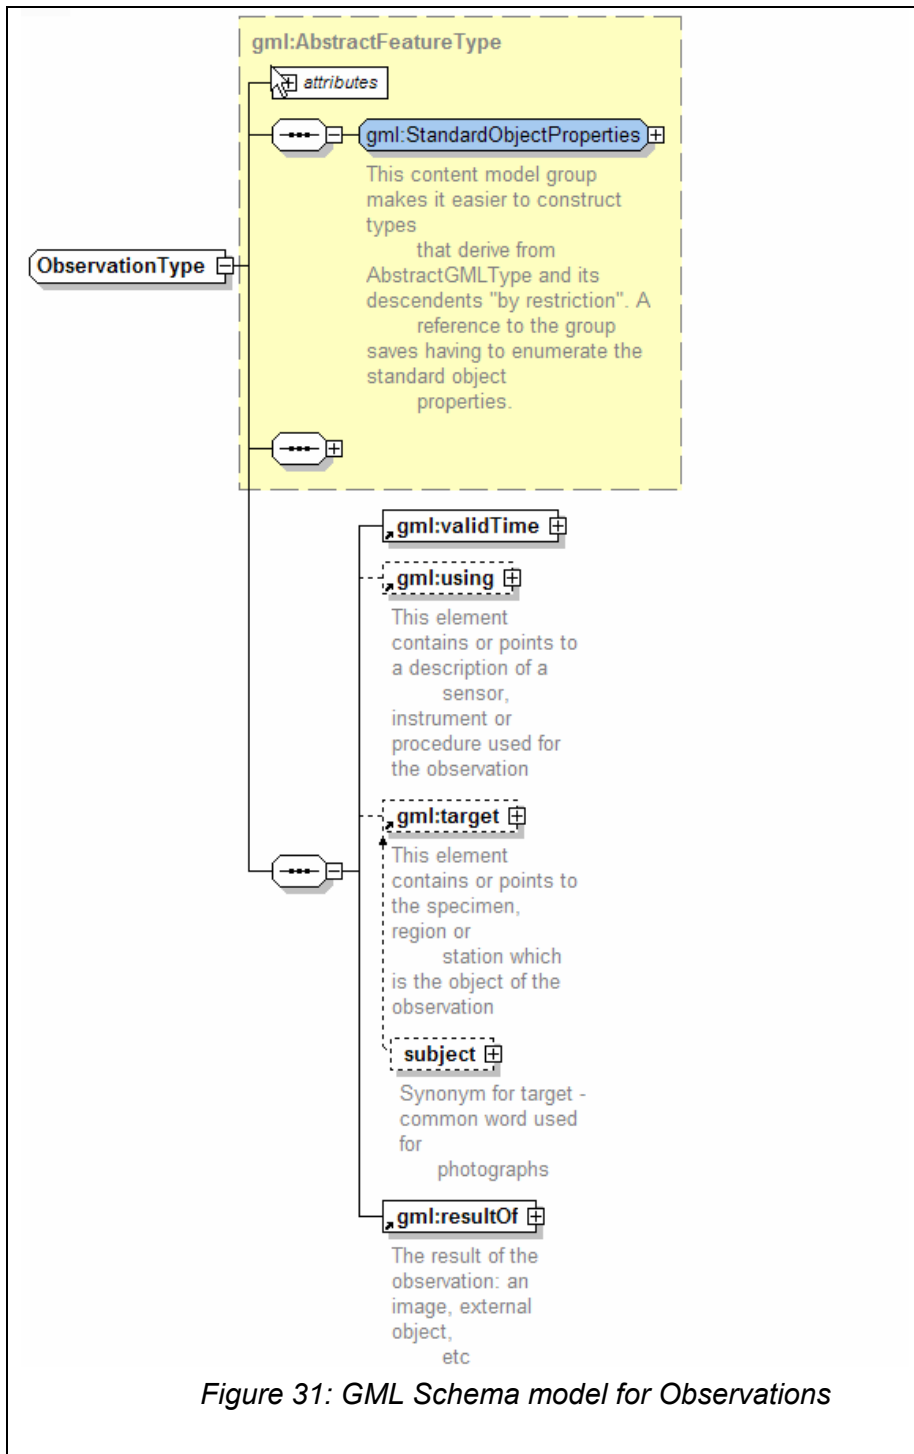 gml:AbstractFeatureType
attributes
gml:StandardObjectProperties
This content model group
makes it easier to construct
types
that derive from
AbstractGMLType and its
descendents "by restriction". A
reference to the group
saves having to enumerate the
standard object
properties.
ObservationType
gml:validTime
gml:using
This element
contains or points to
a description of a
sensor,
instrument or
procedure used for
the observation
gml:target
This element
contains or points to
the specimen,
region or
station which
is the object of the
observation
subject
Synonym for target -
common word used
for
photographs
gml:resultOf
The result of the
observation: an
image, external
object,
etc
Figure 31: GML Schema model for Observations